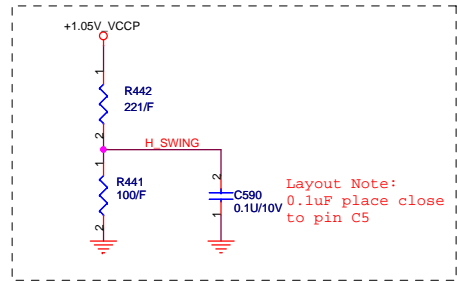 +1.05V_VCCP
1
R442
221/F
2
H_SWING
1
R441
100/F
2
2
C590
0.1U/10V
1
Layout Note:
0.1uF place close
to pin C5